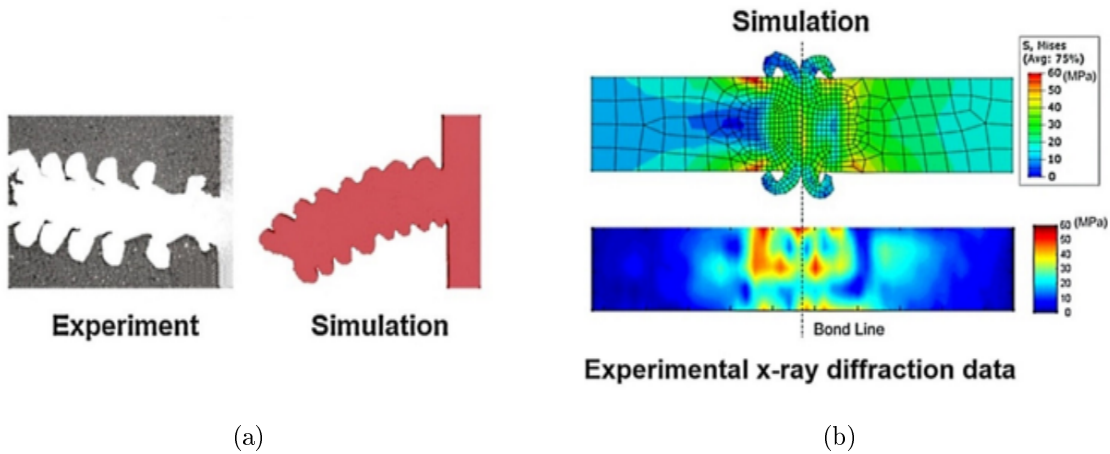 Simulation
S, Mises
(Avg: 75%)
60 (MPa)
50
40
30
20
10
0
60 (MPa)
50
40
30
20
10
0
Bond Line
Experiment
Simulation
Experimental x-ray diffraction data
(a)
(b)